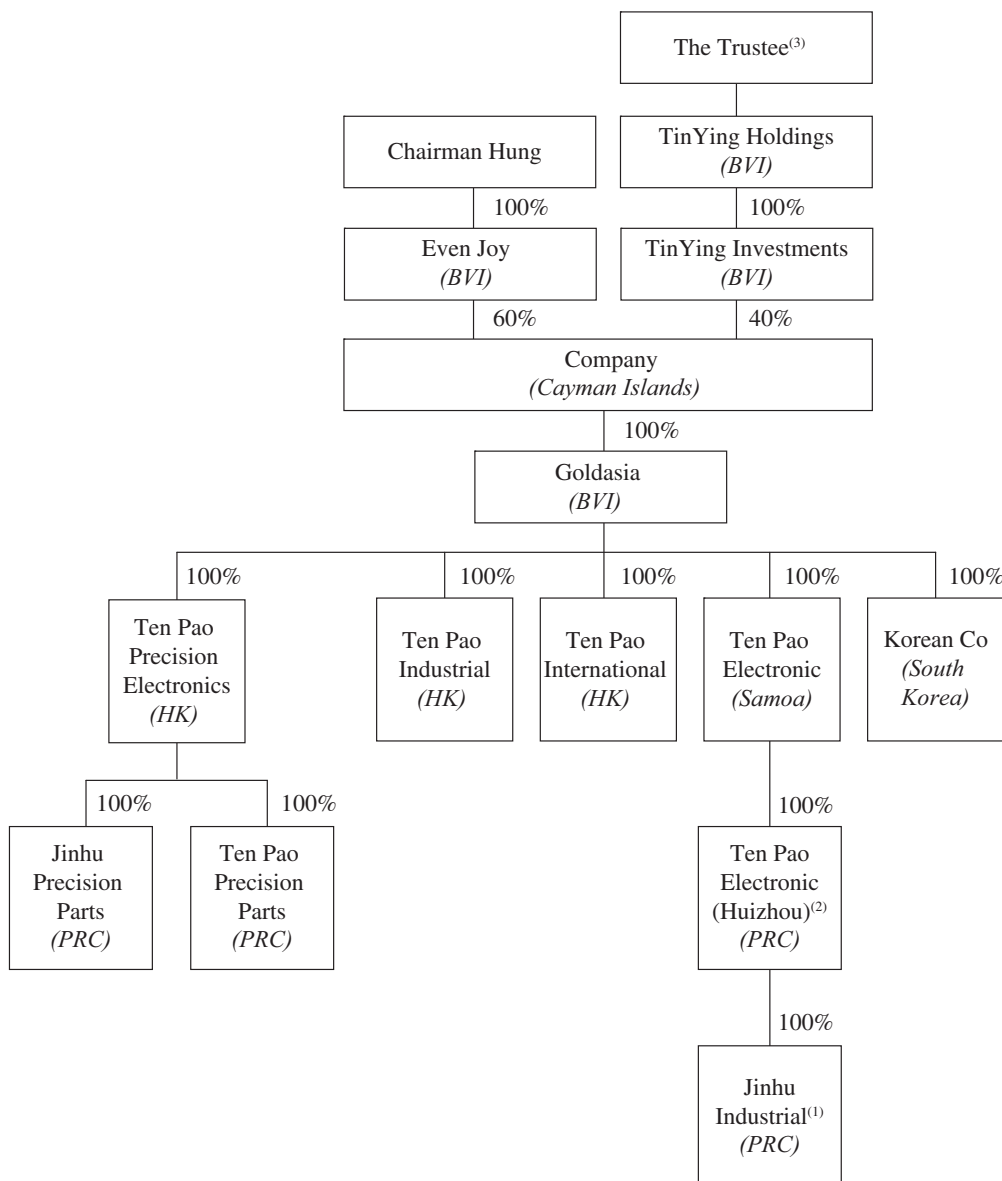 The Trustee(3)
Chairman Hung
TinYing Holdings
(BVI)
100%
100%
Even Joy
(BVI)
TinYing Investments
(BVI)
60%
40%
Company
(Cayman Islands)
100%
Goldasia
(BVI)
100%
100%
100%
100%
100%
Ten Pao
Precision
Electronics
(HK)
Ten Pao
Industrial
(HK)
Ten Pao
International
(HK)
Ten Pao
Electronic
(Samoa)
Korean Co
(South
Korea)
100%
100%
100%
Jinhu
Precision
Parts
(PRC)
Ten Pao
Precision
Parts
(PRC)
Ten Pao
Electronic
(Huizhou)(2)
(PRC)
100%
Jinhu
Industrial(1)
(PRC)